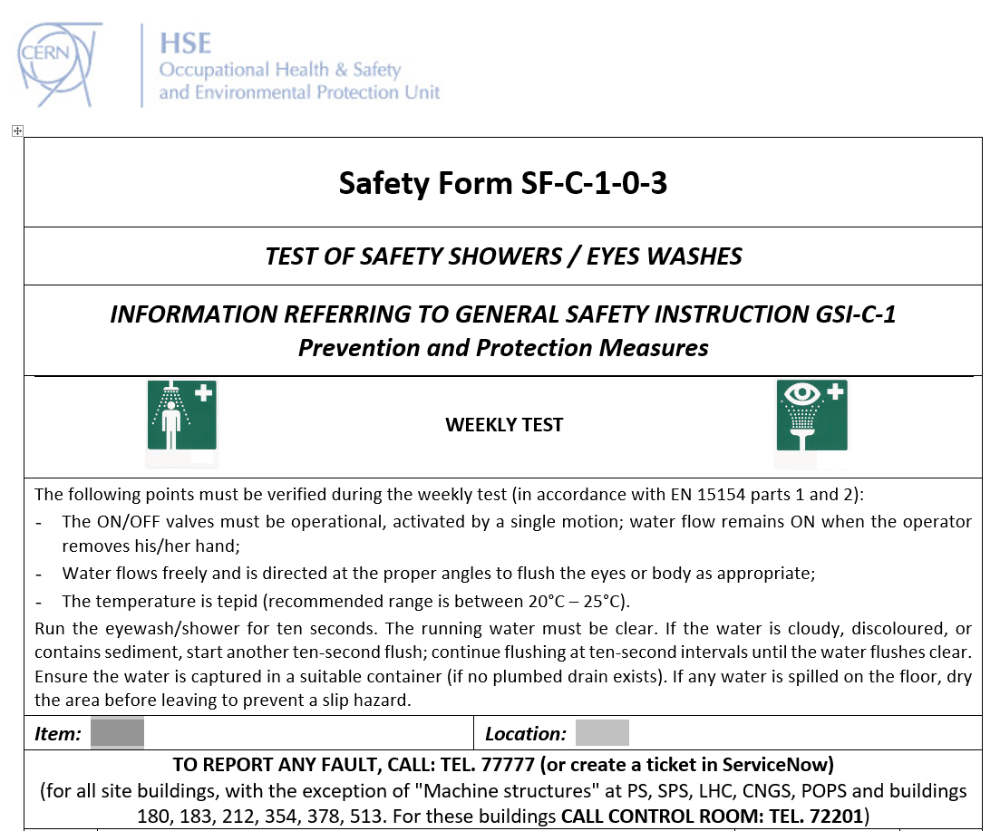 CERN
HSE
Occupational Health & Safety
and Environmental Protection Unit
Safety Form SF-C-1-0-3
TEST OF SAFETY SHOWERS / EYES WASHES
INFORMATION REFERRING TO GENERAL SAFETY INSTRUCTION GSI-C-1
Prevention and Protection Measures
WEEKLY TEST
The following points must be verified during the weekly test (in accordance with EN 15154 parts 1 and 2):
- The ON/OFF valves must be operational, activated by a single motion; water flow remains ON when the operator
removes his/her hand;
- Water flows freely and is directed at the proper angles to flush the eyes or body as appropriate;
- The temperature is tepid (recommended range is between 20°C – 25°C).
Run the eyewash/shower for ten seconds. The running water must be clear. If the water is cloudy, discoloured, or
contains sediment, start another ten-second flush; continue flushing at ten-second intervals until the water flushes clear.
Ensure the water is captured in a suitable container (if no plumbed drain exists). If any water is spilled on the floor, dry
the area before leaving to prevent a slip hazard.
Item:
Location:
TO REPORT ANY FAULT, CALL: TEL. 77777 (or create a ticket in ServiceNow)
(for all site buildings, with the exception of "Machine structures" at PS, SPS, LHC, CNGS, POPS and buildings
180, 183, 212, 354, 378, 513. For these buildings CALL CONTROL ROOM: TEL. 72201)